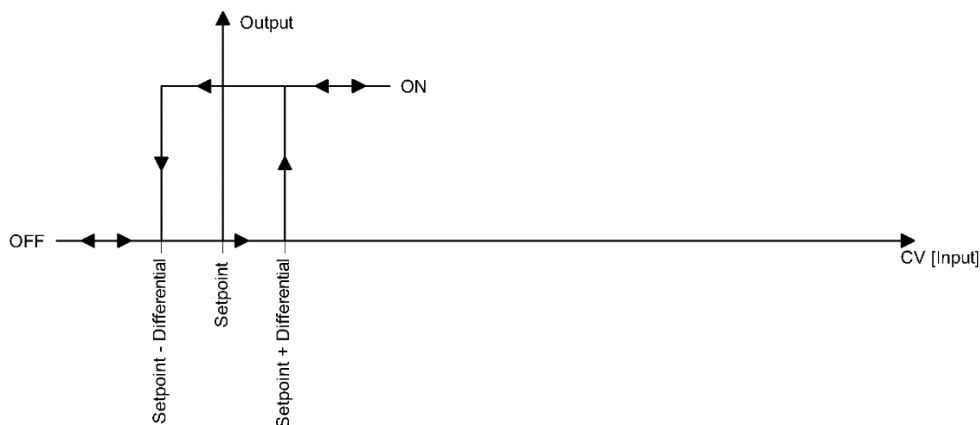 Output
ON
OFF
CV [Input]
Setpoint - Differential
Setpoint
Setpoint + Differential